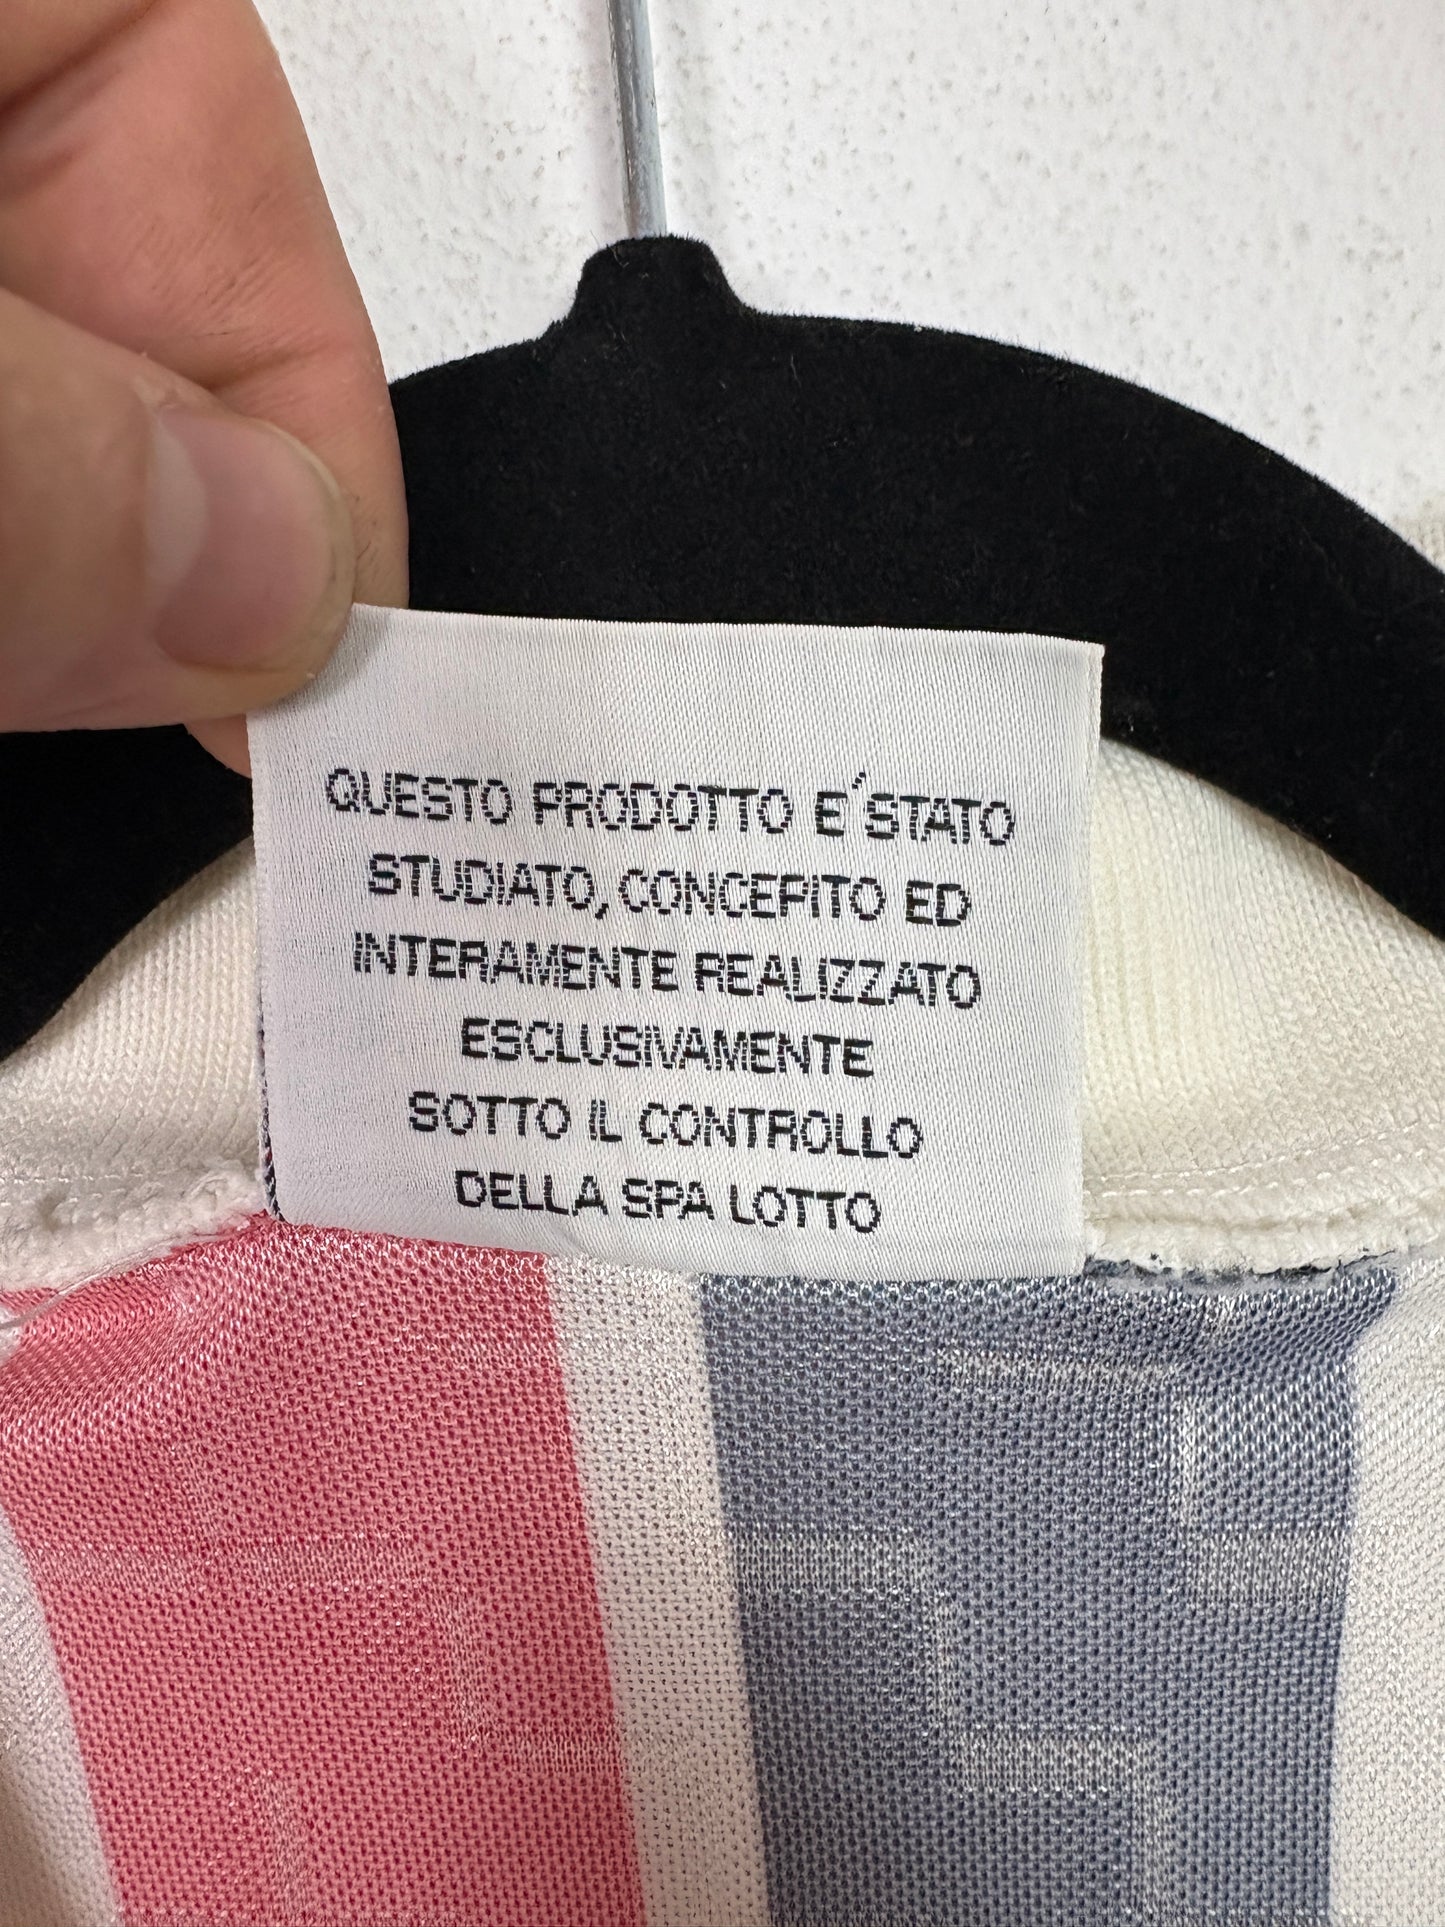 QUESTO PRODOTTO E´STATO
STUDIATO, CONCEPITO ED
INTERAMENTE REALIZZATO
ESCLUSIVAMENTE
SOTTO IL CONTROLLO
DELLA SPA LOTTO